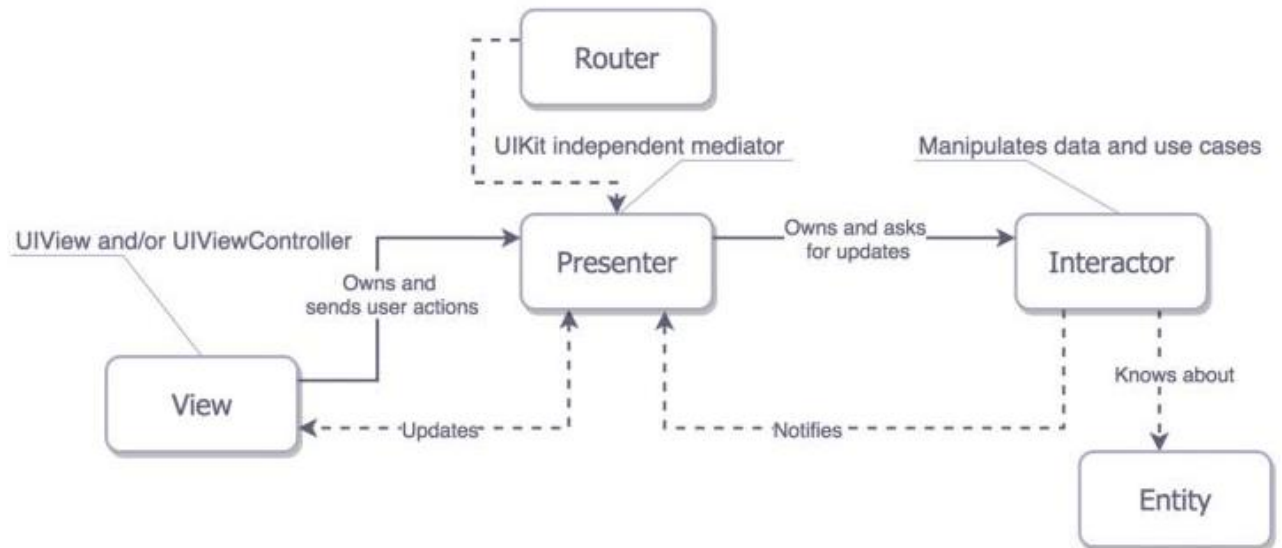 Router
UIKit independent mediator
Manipulates data and use cases
UIView and/or UIViewController
Presenter
Owns and asks
for updates
Interactor
Owns and
sends user actions
View
Updates
Notifies
Knows about
Entity